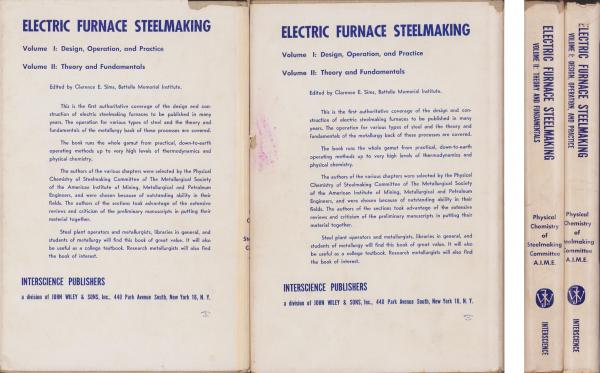 ELECTRIC FURNACE STEELMAKING
Volume I: Design, Operation, and Practice
Volume II: Theory and Fundamentals
Edited by Clarence E. Sims, Battelle Memorial Institute.
This is the first authoritative coverage of the design and con-
struction of electric steelmaking furnaces to be published in many
years. The operation for various types of steel and the theory and
fundamentals of the metallurgy back of these processes are covered.
The book runs the whole gamut from practical, down-to-earth
operating methods up to very high levels of thermodynamics and
physical chemistry.
The authors of the various chapters were selected by the Physical
Chemistry of Steelmaking Committee of The Metallurgical Society
of the American Institute of Mining, Metallurgical and Petroleum
Engineers, and were chosen because of outstanding ability in their
fields. The authors of the sections took advantage of the extensive
reviews and criticism of the preliminary manuscripts in putting their
material together.
Steel plant operators and metallurgists, libraries in general, and
students of metallurgy will find this book of great value. It will also
be useful as a college textbook. Research metallurgists will also find
the book of interest.
INTERSCIENCE PUBLISHERS
a division of JOHN WILEY & SONS, Inc., 440 Park Avenue South, New York 16, N. Y.
ELECTRIC FURNACE STEELMAKING
Volume I: Design, Operation, and Practice
Volume II: Theory and Fundamentals
Edited by Clarence E. Sims, Battelle Memorial Institute.
This is the first authoritative coverage of the design and con-
struction of electric steelmaking furnaces to be published in many
years. The operation for various types of steel and the theory and
fundamentals of the metallurgy back of these processes are covered.
The book runs the whole gamut from practical, down-to-earth
operating methods up to very high levels of thermodynamics and
physical chemistry.
The authors of the various chapters were selected by the Physical
Chemistry of Steelmaking Committee of The Metallurgical Society
of the American Institute of Mining, Metallurgical and Petroleum
Engineers, and were chosen because of outstanding ability in their
fields. The authors of the sections took advantage of the extensive
reviews and criticism of the preliminary manuscripts in putting their
material together.
Steel plant operators and metallurgists, libraries in general, and
students of metallurgy will find this book of great value. It will also
be useful as a college textbook. Research metallurgists will also find
the book of interest.
INTERSCIENCE PUBLISHERS
a division of JOHN WILEY & SONS, Inc., 440 Park Avenue South, New York 16, N. Y.
ELECTRIC FURNACE STEELMAKING
VOLUME II: THEORY AND FUNDAMENTALS
Physical
Chemistry
of
Steelmaking
Committee
A.I.M.E.
INTERSCIENCE
ELECTRIC FURNACE STEELMAKING
VOLUME I: DESIGN, OPERATION, AND PRACTICE
Physical
Chemistry
of
teelmaking
Committee
A.I.M.E.
INTERSCIENCE